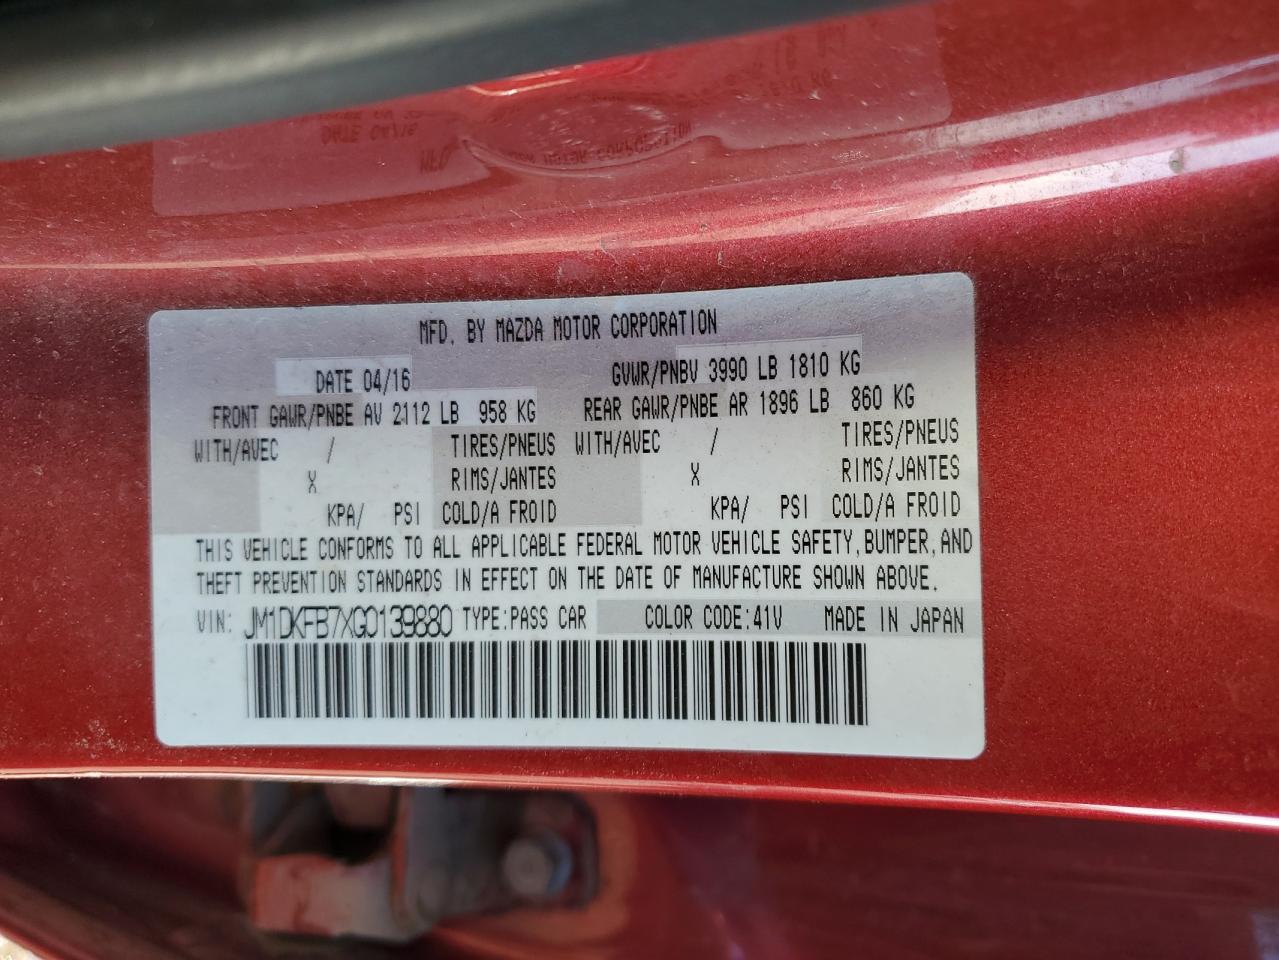 MFD. BY MAZDA MOTOR CORPORATION
DATE 04/16 GVWR/PNBV 3990 LB 1810 KG
FRONT GAWR/PNBE AV 2112 LB 958 KG REAR GAWR/PNBE AR 1896 LB 860 KG
WITH/AVEC / TIRES/PNEUS WITH/AVEC / TIRES/PNEUS
X RIMS/JANTES X RIMS/JANTES
KPA/ PSI COLD/A FROID KPA/ PSI COLD/A FROID
THIS VEHICLE CONFORMS TO ALL APPLICABLE FEDERAL MOTOR VEHICLE SAFETY, BUMPER, AND
THEFT PREVENTION STANDARDS IN EFFECT ON THE DATE OF MANUFACTURE SHOWN ABOVE.
VIN: JM1DKFB7XG0139880 TYPE: PASS CAR COLOR CODE: 41V MADE IN JAPAN